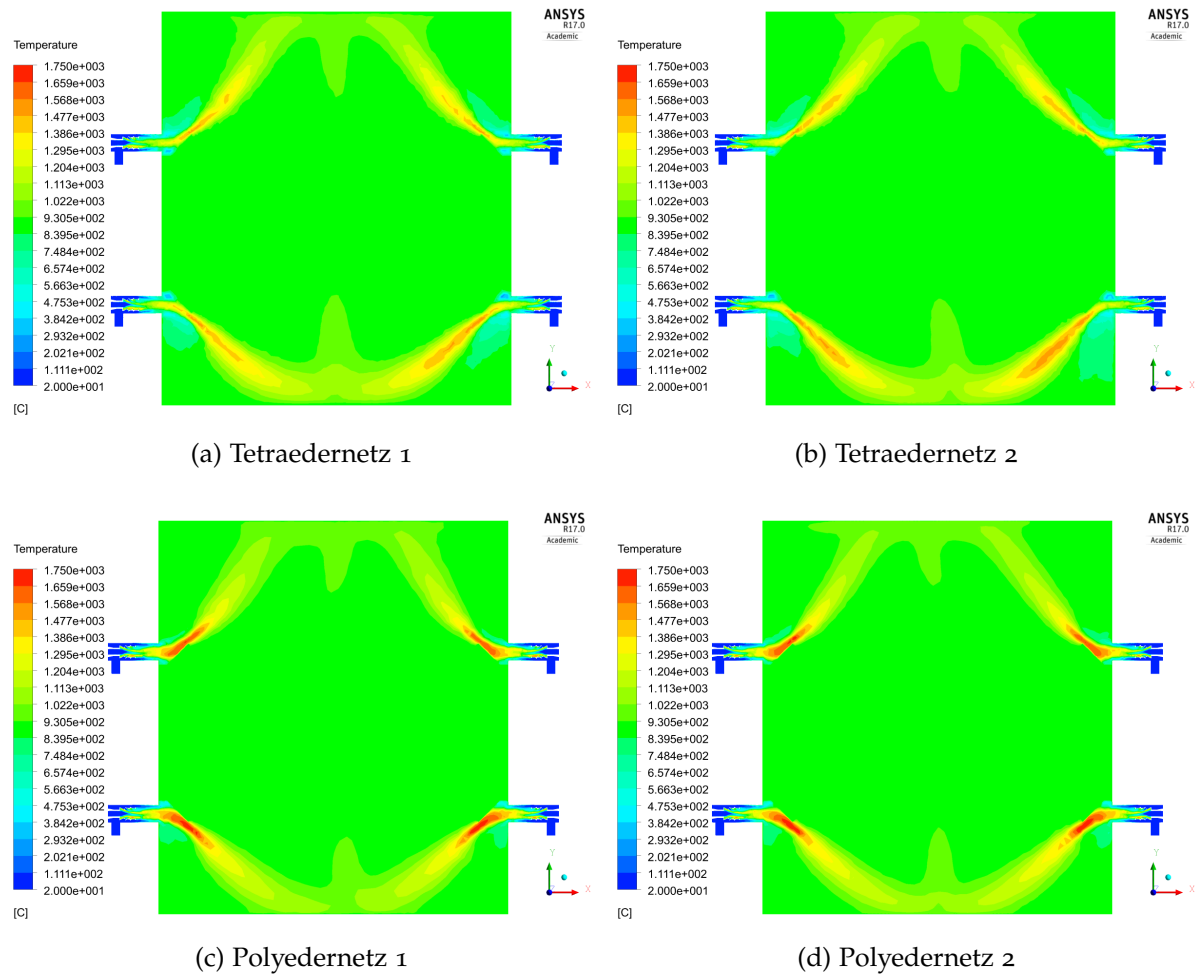 ANSYS
R17.0
Academic
Temperature
1.750e+003
1.659e+003
1.568e+003
1.477e+003
1.386e+003
1.295e+003
1.204e+003
1.113e+003
1.022e+003
9.305e+002
8.395e+002
7.484e+002
6.574e+002
5.663e+002
4.753e+002
3.842e+002
2.932e+002
2.021e+002
1.111e+002
2.000e+001
[C]
Y
Z
X
(a) Tetraedernetz 1
ANSYS
R17.0
Academic
Temperature
1.750e+003
1.659e+003
1.568e+003
1.477e+003
1.386e+003
1.295e+003
1.204e+003
1.113e+003
1.022e+003
9.305e+002
8.395e+002
7.484e+002
6.574e+002
5.663e+002
4.753e+002
3.842e+002
2.932e+002
2.021e+002
1.111e+002
2.000e+001
[C]
Y
Z
X
(b) Tetraedernetz 2
ANSYS
R17.0
Academic
Temperature
1.750e+003
1.659e+003
1.568e+003
1.477e+003
1.386e+003
1.295e+003
1.204e+003
1.113e+003
1.022e+003
9.305e+002
8.395e+002
7.484e+002
6.574e+002
5.663e+002
4.753e+002
3.842e+002
2.932e+002
2.021e+002
1.111e+002
2.000e+001
[C]
Y
Z
X
(c) Polyedernetz 1
ANSYS
R17.0
Academic
Temperature
1.750e+003
1.659e+003
1.568e+003
1.477e+003
1.386e+003
1.295e+003
1.204e+003
1.113e+003
1.022e+003
9.305e+002
8.395e+002
7.484e+002
6.574e+002
5.663e+002
4.753e+002
3.842e+002
2.932e+002
2.021e+002
1.111e+002
2.000e+001
[C]
Y
Z
X
(d) Polyedernetz 2